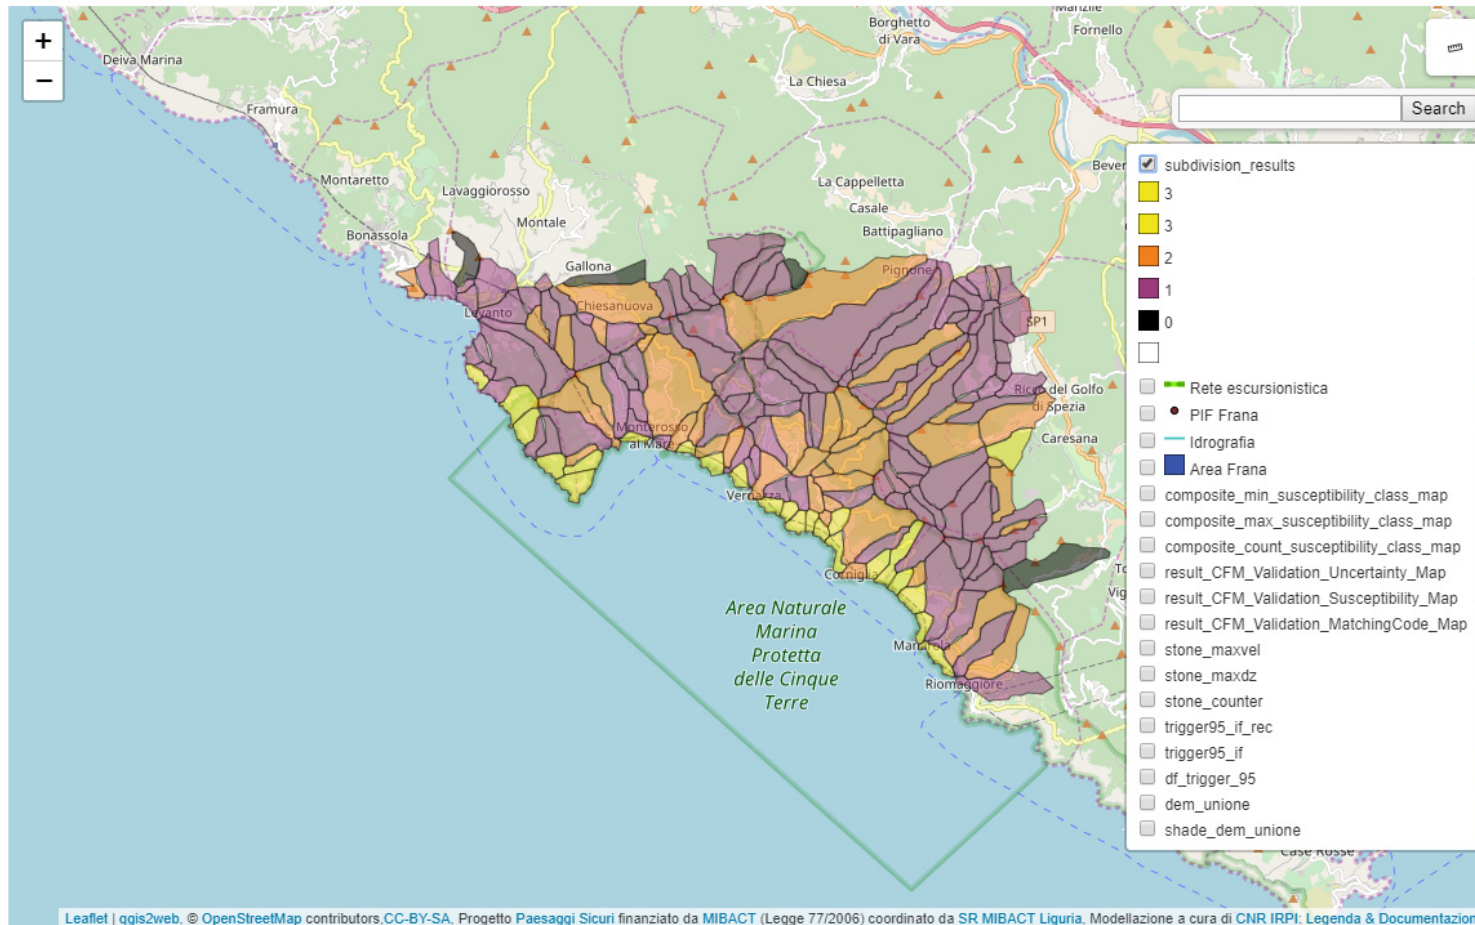 +
−
Deiva Marina
Framura
Montaretto
Lavaggiorosso
Bonassola
Montale
Gallona
Chiesanuova
Levanto
Borghetto
di Vara
Fornello
La Chiesa
La Cappelletta
Casale
Battipagliano
Pignone
SP1
Ricco del Golfo
di Spezia
Caresana
Monterosso
al Mare
Vernazza
Corniglia
Manarola
Riomaggiore
Area Naturale
Marina
Protetta
delle Cinque
Terre
Search
subdivision_results
3
3
2
1
0
Rete escursionistica
PIF Frana
Idrografia
Area Frana
composite_min_susceptibility_class_map
composite_max_susceptibility_class_map
composite_count_susceptibility_class_map
result_CFM_Validation_Uncertainty_Map
result_CFM_Validation_Susceptibility_Map
result_CFM_Validation_MatchingCode_Map
stone_maxvel
stone_maxdz
stone_counter
trigger95_if_rec
trigger95_if
df_trigger_95
dem_unione
shade_dem_unione
Case Rosse
Leaflet | qgis2web, © OpenStreetMap contributors,CC-BY-SA, Progetto Paesaggi Sicuri finanziato da MIBACT (Legge 77/2006) coordinato da SR MIBACT Liguria, Modellazione a cura di CNR IRPI; Legenda & Documentazion